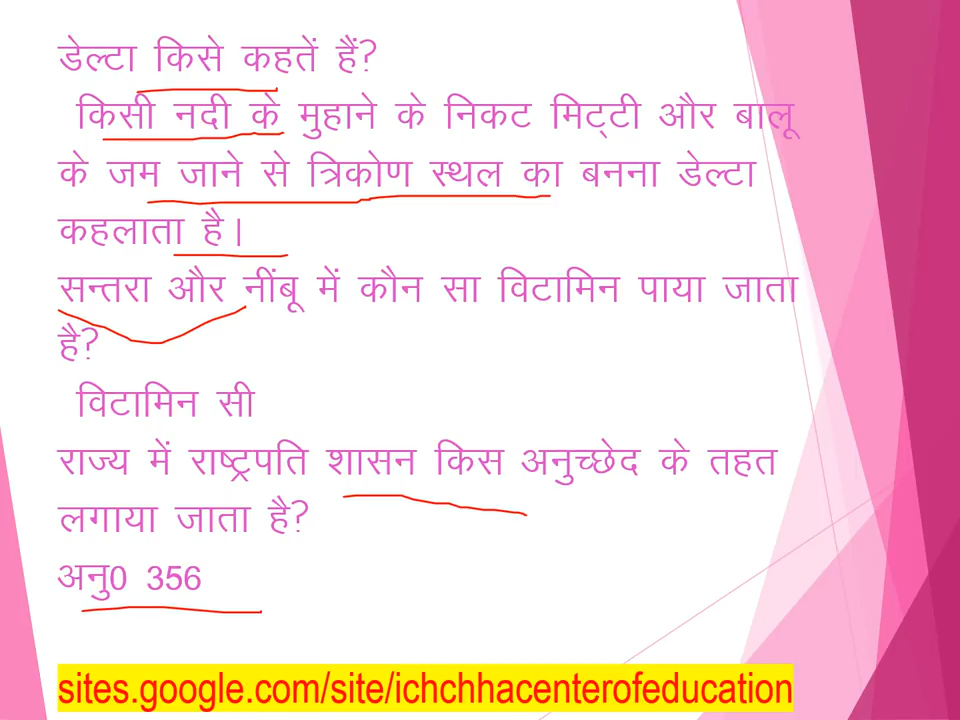 डेल्टा किसे कहतें हैं?
किसी नदी के मुहाने के निकट मिट्टी और बालू
के जम जाने से त्रिकोण स्थल का बनना डेल्टा
कहलाता है।
सन्तरा और नींबू में कौन सा विटामिन पाया जाता
है?
विटामिन सी
राज्य में राष्ट्रपति शासन किस अनुच्छेद के तहत
लगाया जाता है?
अनु0 356
sites.google.com/site/ichchhacenterofeducation